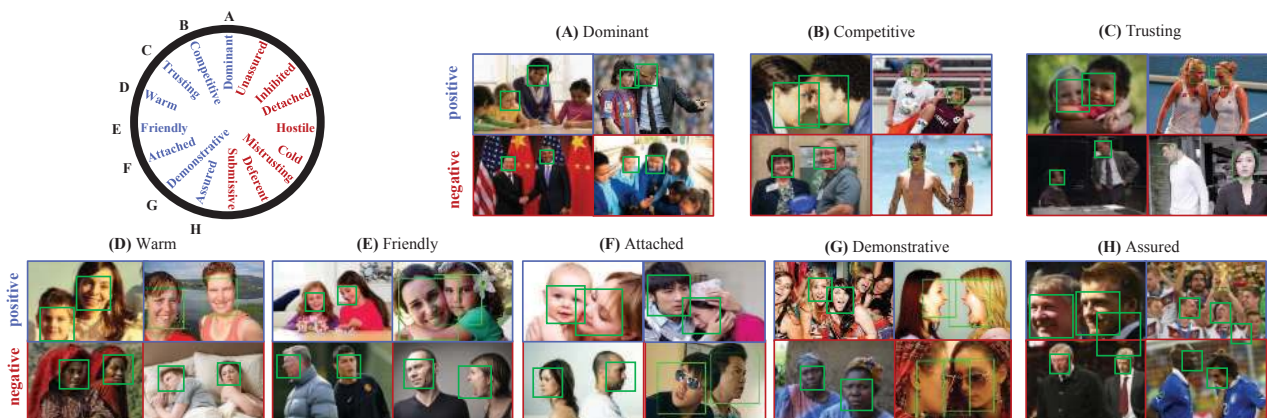 A
B
C
D
E
F
G
H
Dominant
Competitive
Trusting
Warm
Friendly
Attached
Demonstrative
Assured
Unassured
Inhibited
Detached
Hostile
Cold
Mistrusting
Deferent
Submissive
(A) Dominant
(B) Competitive
(C) Trusting
positive
negative
(D) Warm
(E) Friendly
(F) Attached
(G) Demonstrative
(H) Assured
positive
negative